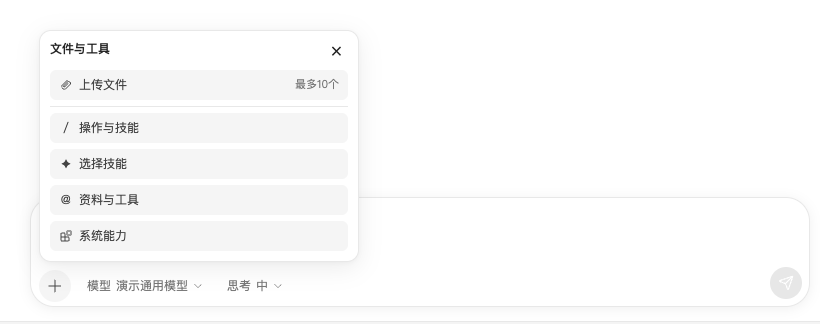 文件与工具
上传文件 最多10个
/ 操作与技能
选择技能
@ 资料与工具
系统能力
模型 演示通用模型 思考 中